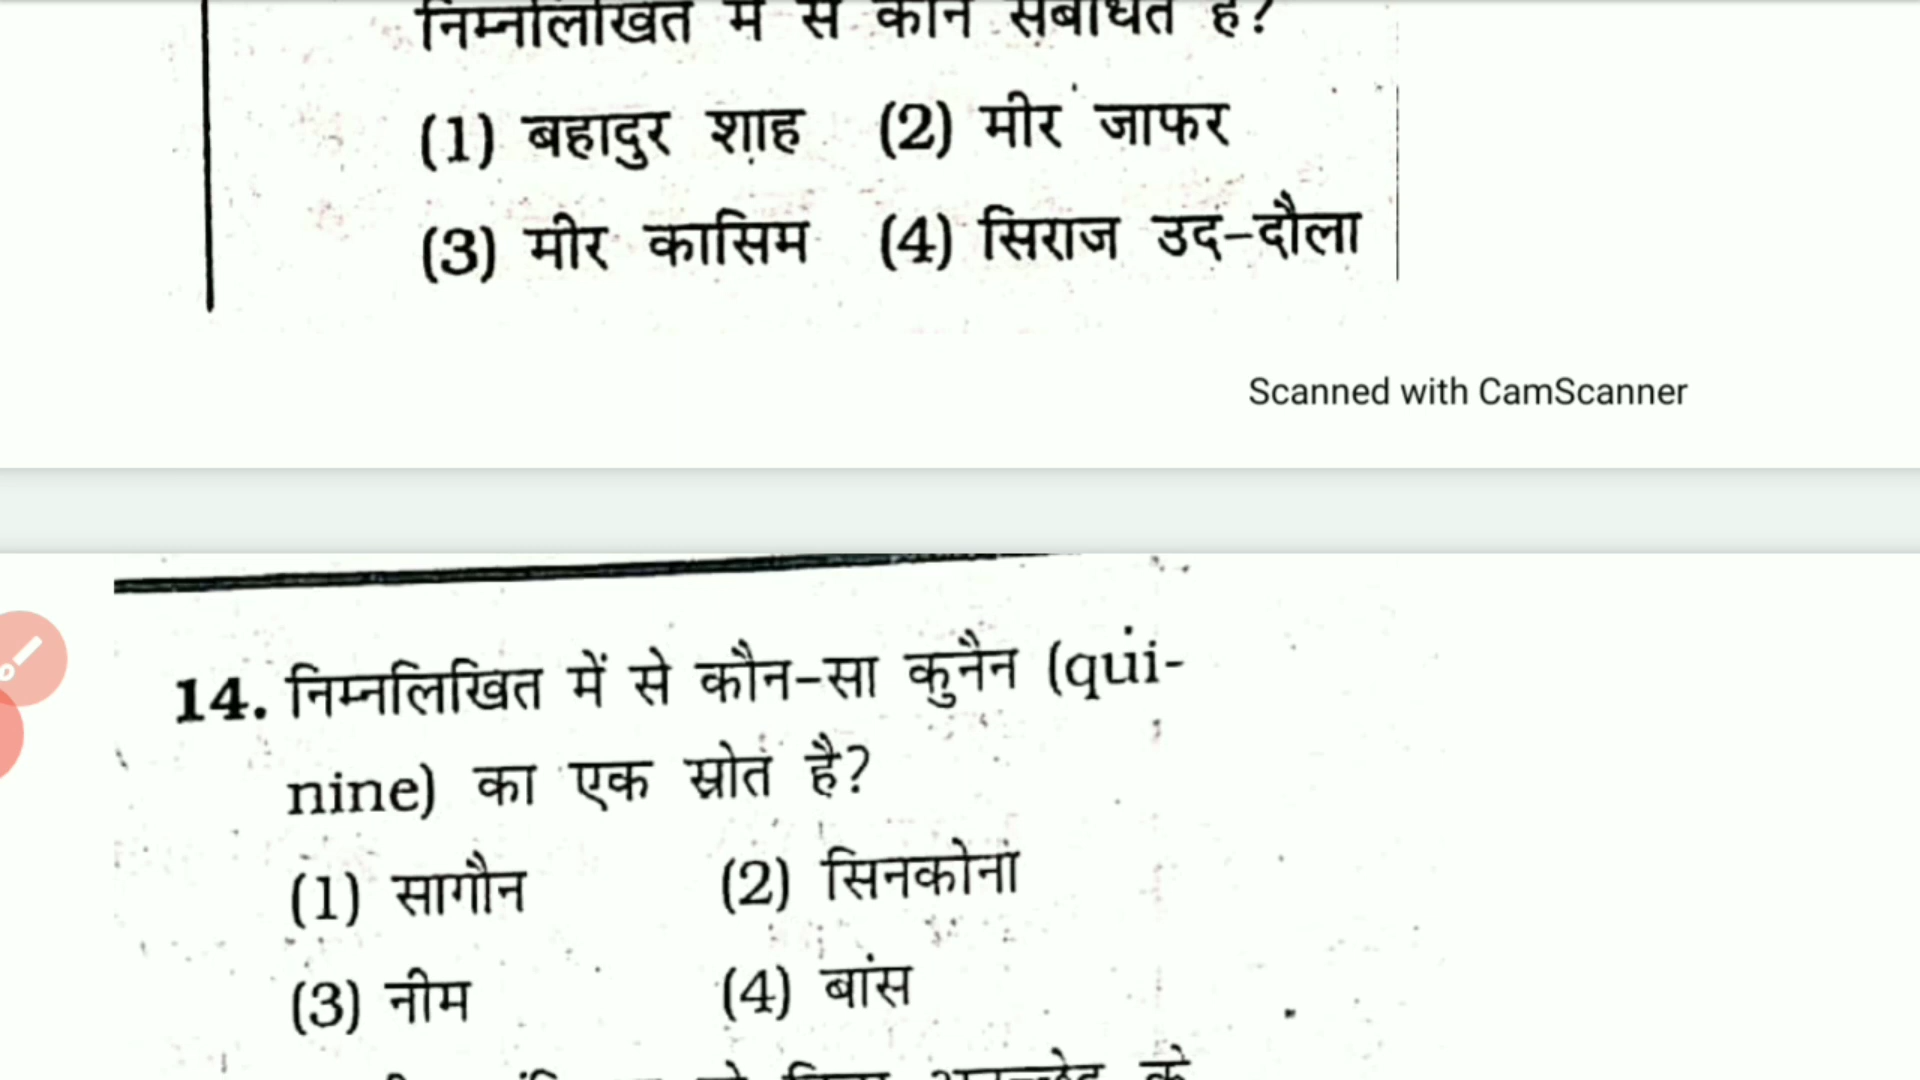 निम्नलिखित में से कौन संबंधित है?
(1) बहादुर शाह (2) मीर जाफर
(3) मीर कासिम (4) सिराज उद-दौला
Scanned with CamScanner
14. निम्नलिखित में से कौन-सा कुनैन (qui-
nine) का एक स्रोत है?
(1) सागौन (2) सिनकोना
(3) नीम (4) बांस